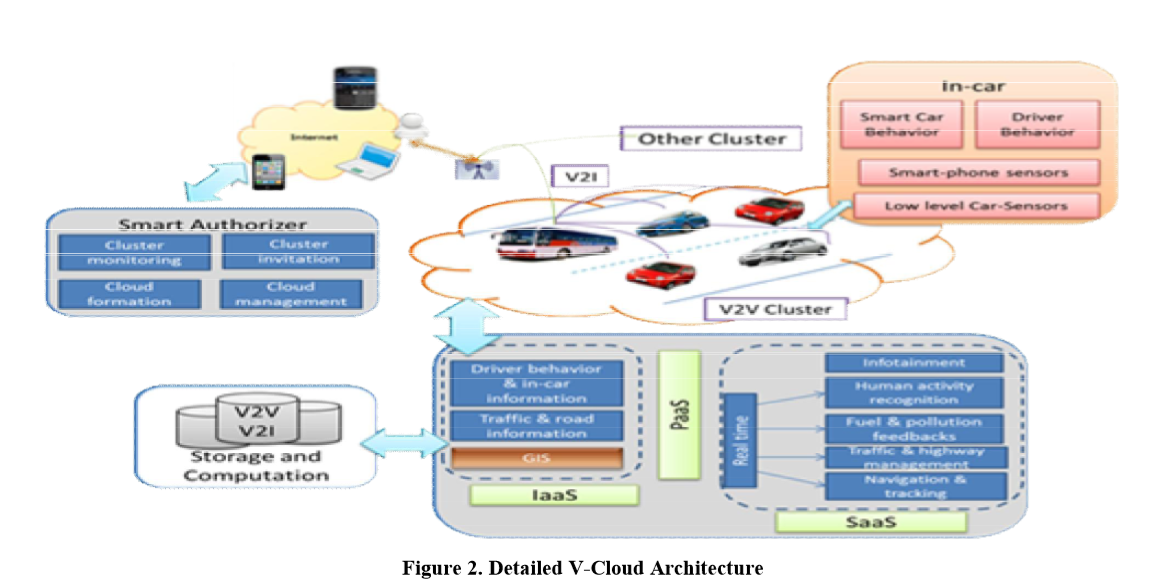 in-car
Smart Car
Behavior
Driver
Behavior
Smart-phone sensors
Low level Car-Sensors
Internet
Other Cluster
V2I
V2V Cluster
Smart Authorizer
Cluster
monitoring
Cluster
invitation
Cloud
formation
Cloud
management
V2V
V2I
Storage and
Computation
Driver behavior
& in-car
information
Traffic & road
information
GIS
IaaS
PaaS
Real time
Infotainment
Human activity
recognition
Fuel & pollution
feedbacks
Traffic & highway
management
Navigation &
tracking
SaaS
Figure 2. Detailed V-Cloud Architecture